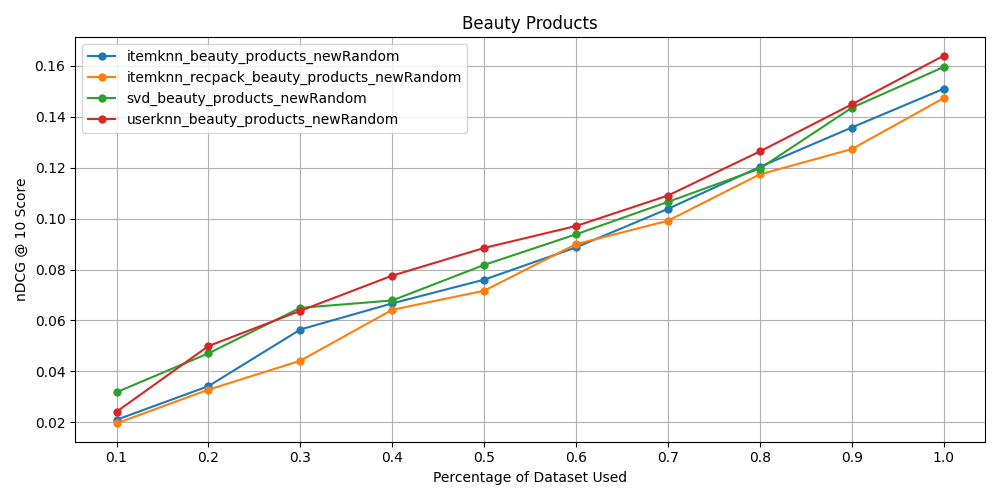 Beauty Products
itemknn_beauty_products_newRandom
itemknn_recpack_beauty_products_newRandom
svd_beauty_products_newRandom
userknn_beauty_products_newRandom
nDCG @ 10 Score
0.16
0.14
0.12
0.10
0.08
0.06
0.04
0.02
0.1 0.2 0.3 0.4 0.5 0.6 0.7 0.8 0.9 1.0
Percentage of Dataset Used